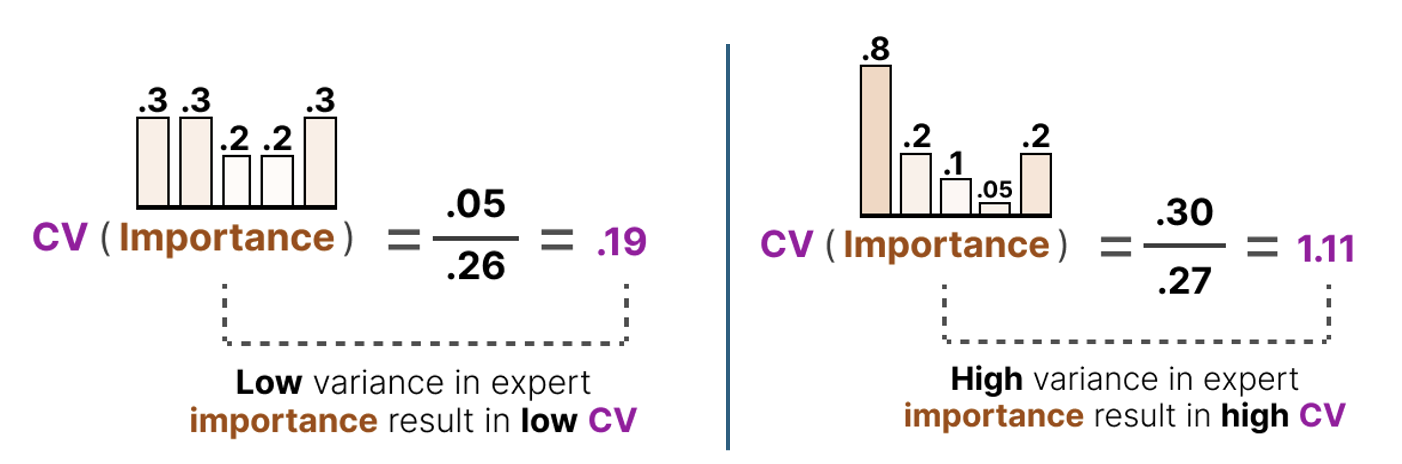 .3 .3 .2 .2 .3
CV ( Importance ) = .05 / .26 = .19
Low variance in expert
importance result in low CV
.8 .2 .1 .05 .2
CV ( Importance ) = .30 / .27 = 1.11
High variance in expert
importance result in high CV